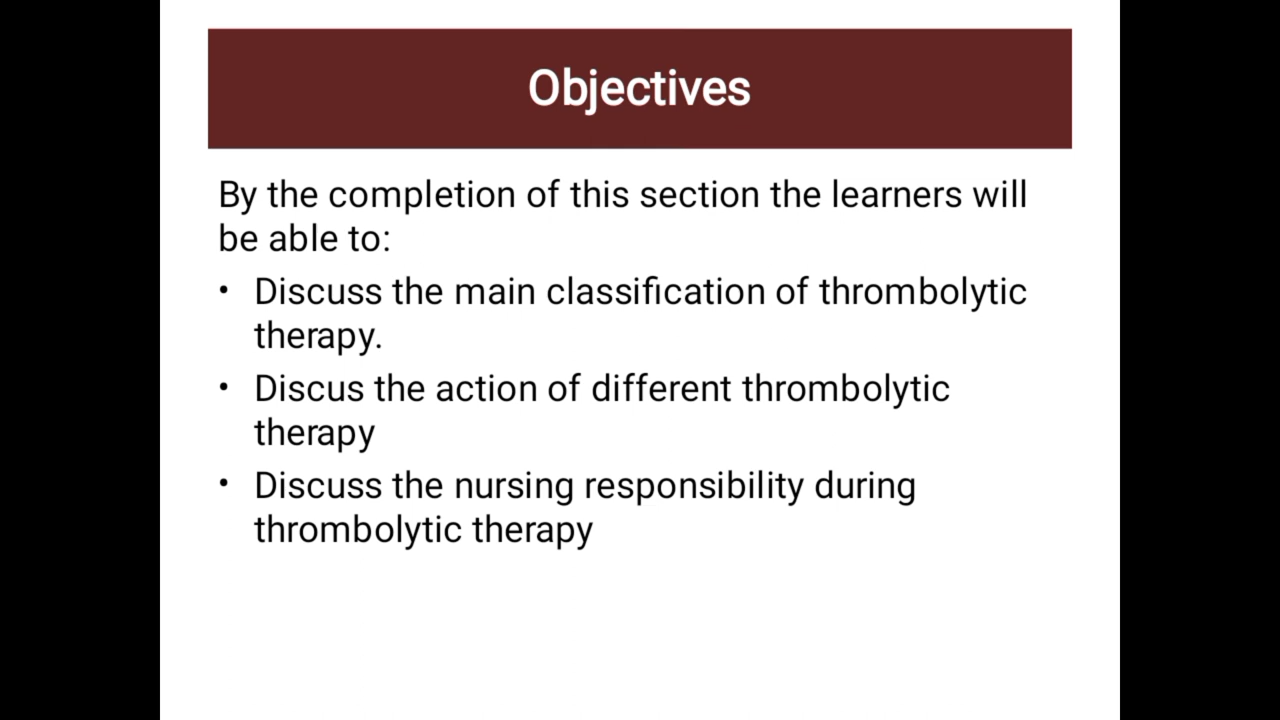 Objectives
By the completion of this section the learners will
be able to:
• Discuss the main classification of thrombolytic
therapy.
• Discus the action of different thrombolytic
therapy
• Discuss the nursing responsibility during
thrombolytic therapy